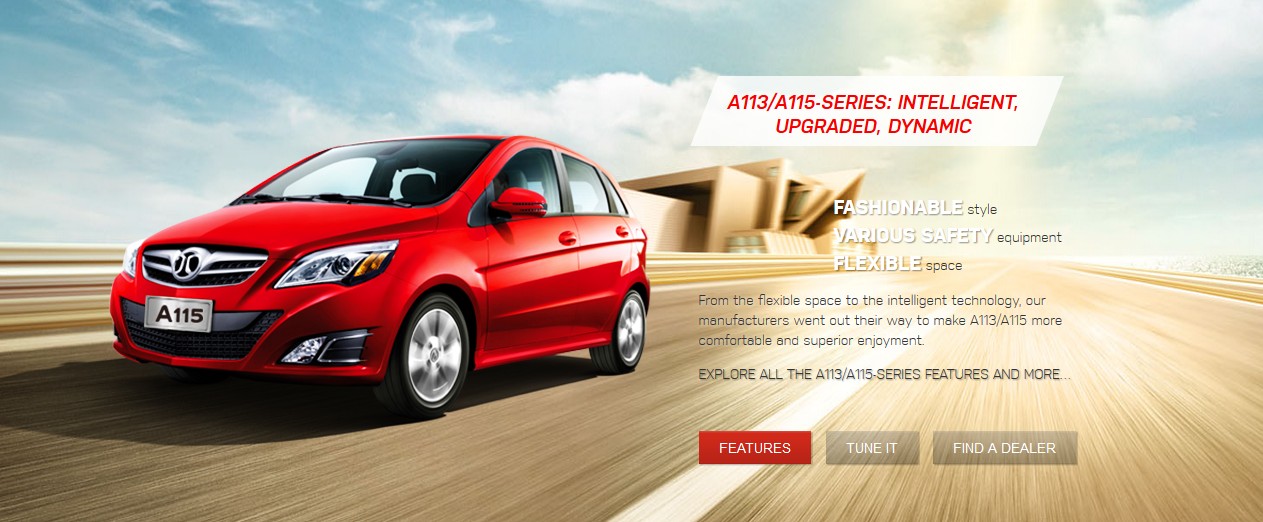 A113/A115-SERIES: INTELLIGENT,
UPGRADED, DYNAMIC
FASHIONABLE style
VARIOUS SAFETY equipment
FLEXIBLE space
A115
From the flexible space to the intelligent technology, our
manufacturers went out their way to make A113/A115 more
comfortable and superior enjoyment.
EXPLORE ALL THE A113/A115-SERIES FEATURES AND MORE...
FEATURES
TUNE IT
FIND A DEALER